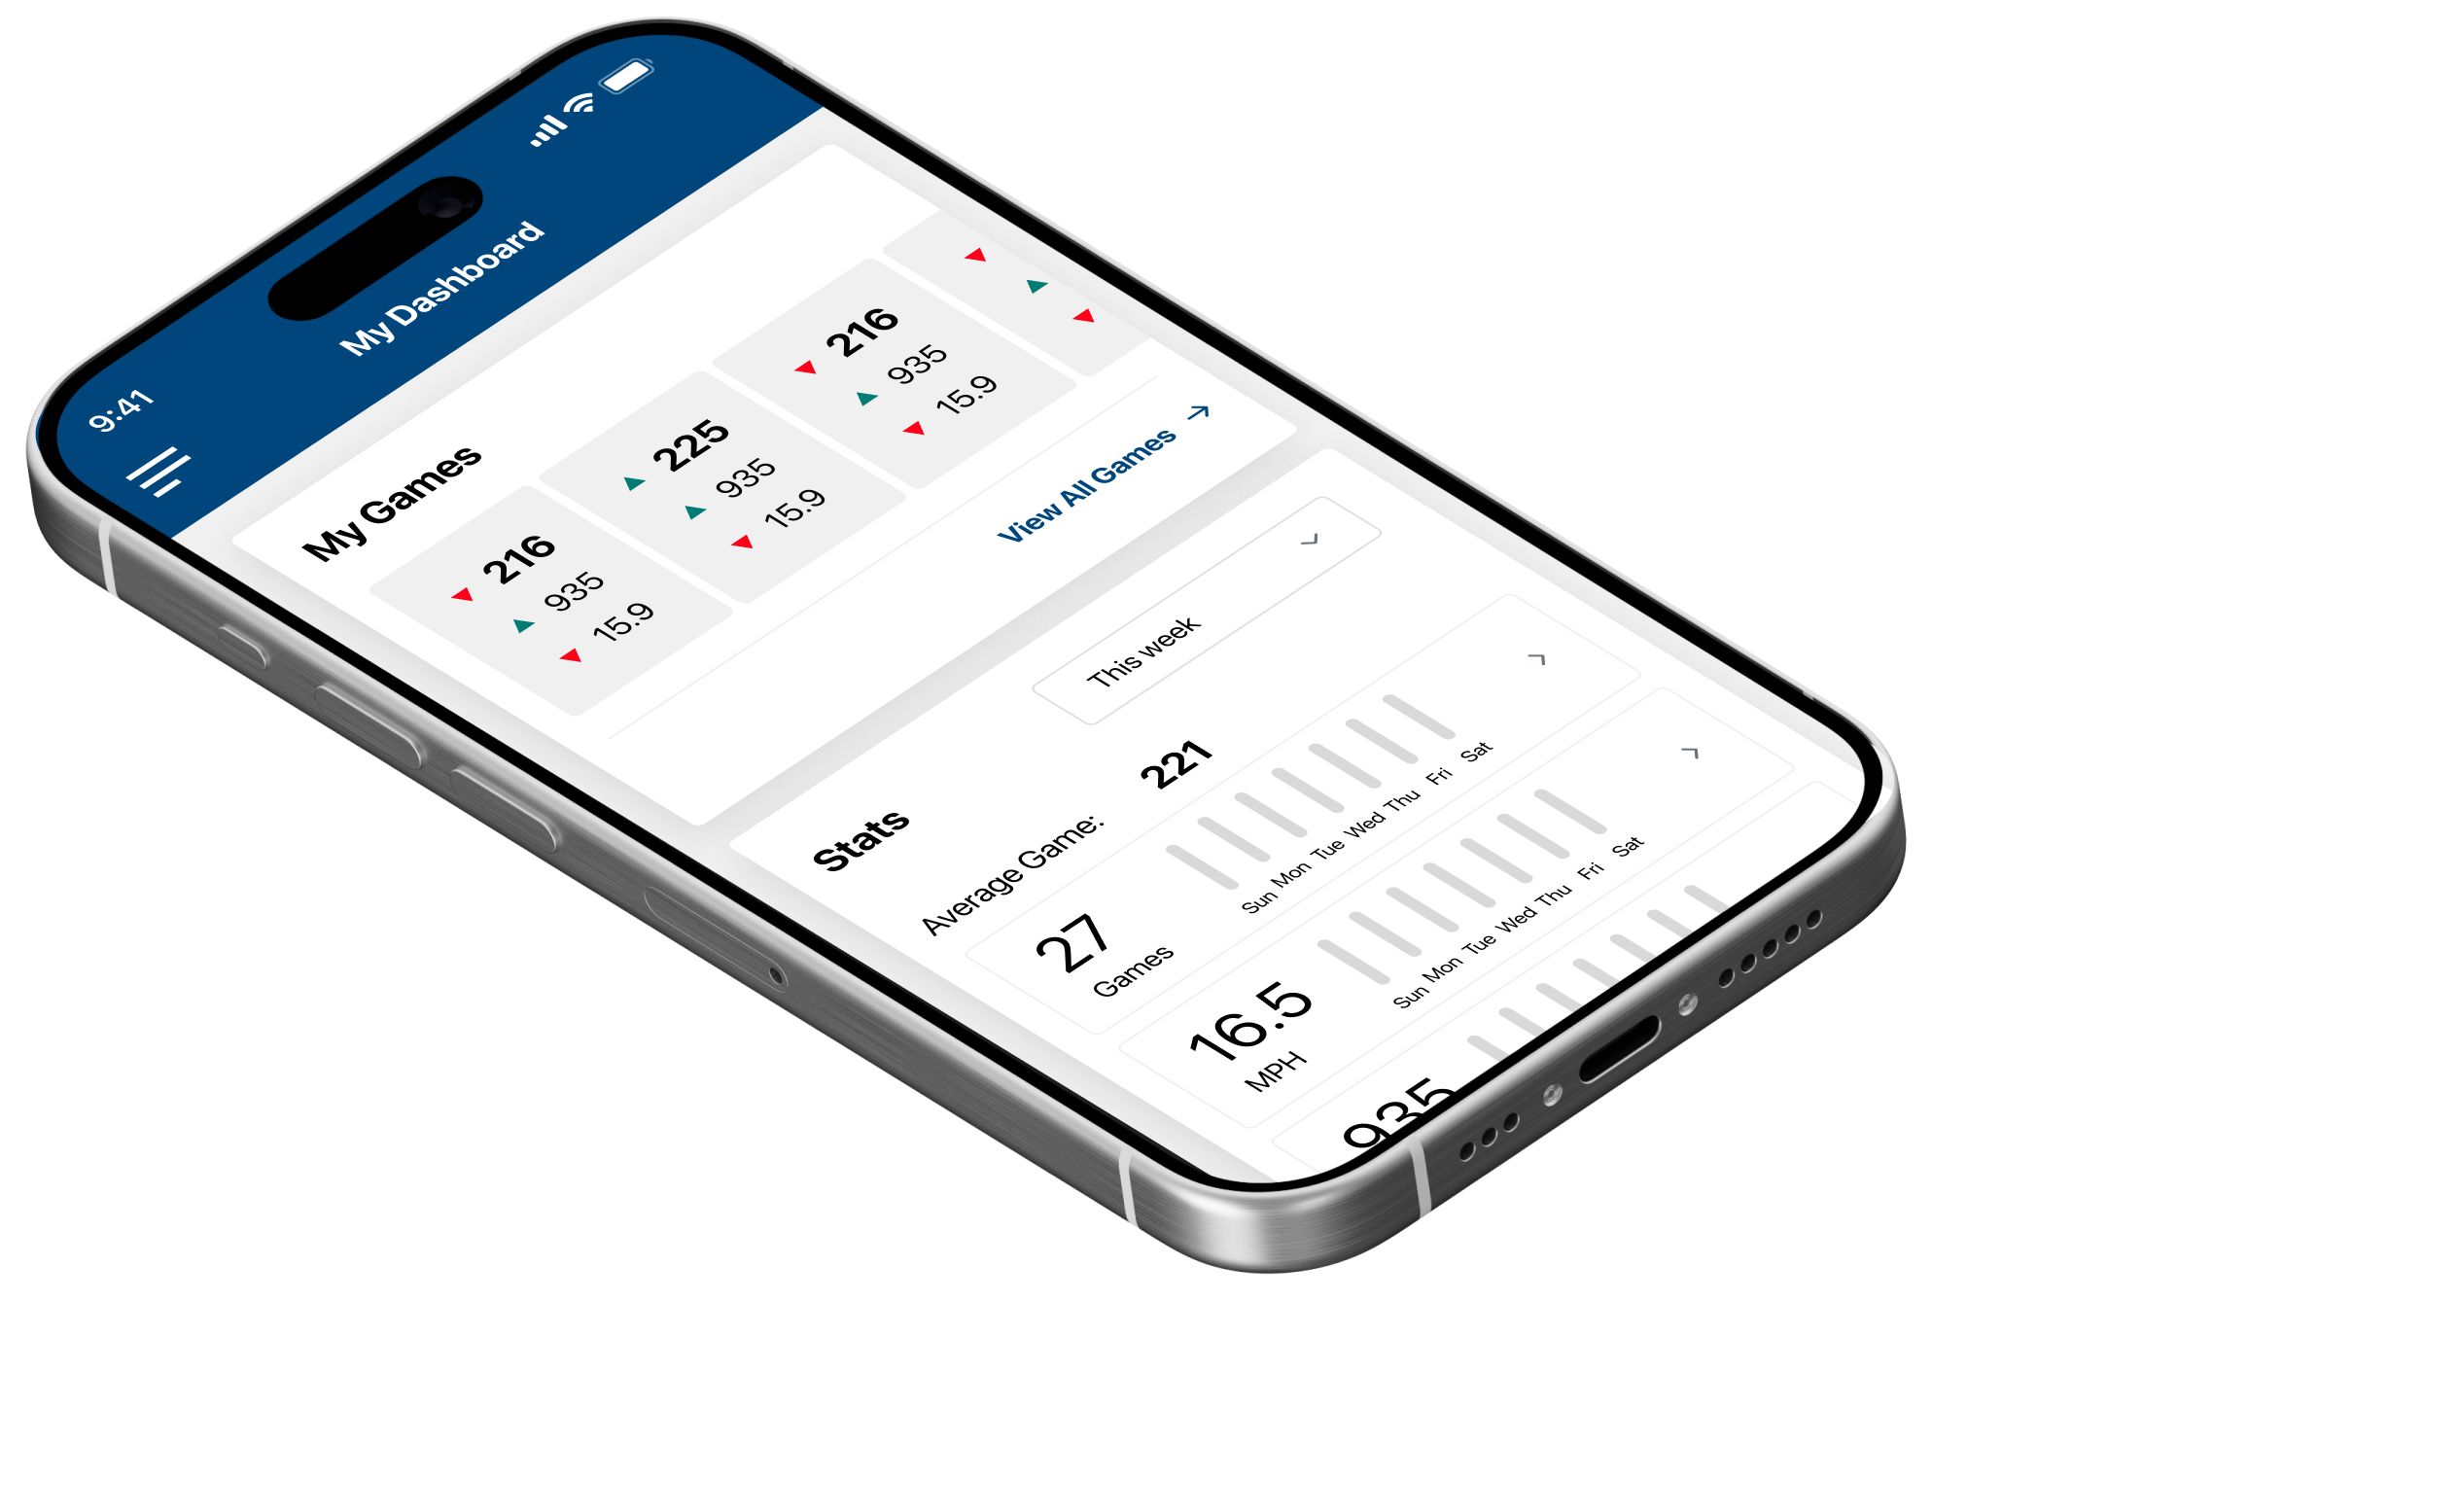 9:41
My Dashboard
My Games
216
935
15.9
225
935
15.9
216
935
15.9
View All Games
Stats
This week
Average Game: 221
27
Games
Sun Mon Tue Wed Thu Fri Sat
16.5
MPH
Sun Mon Tue Wed Thu Fri Sat
935